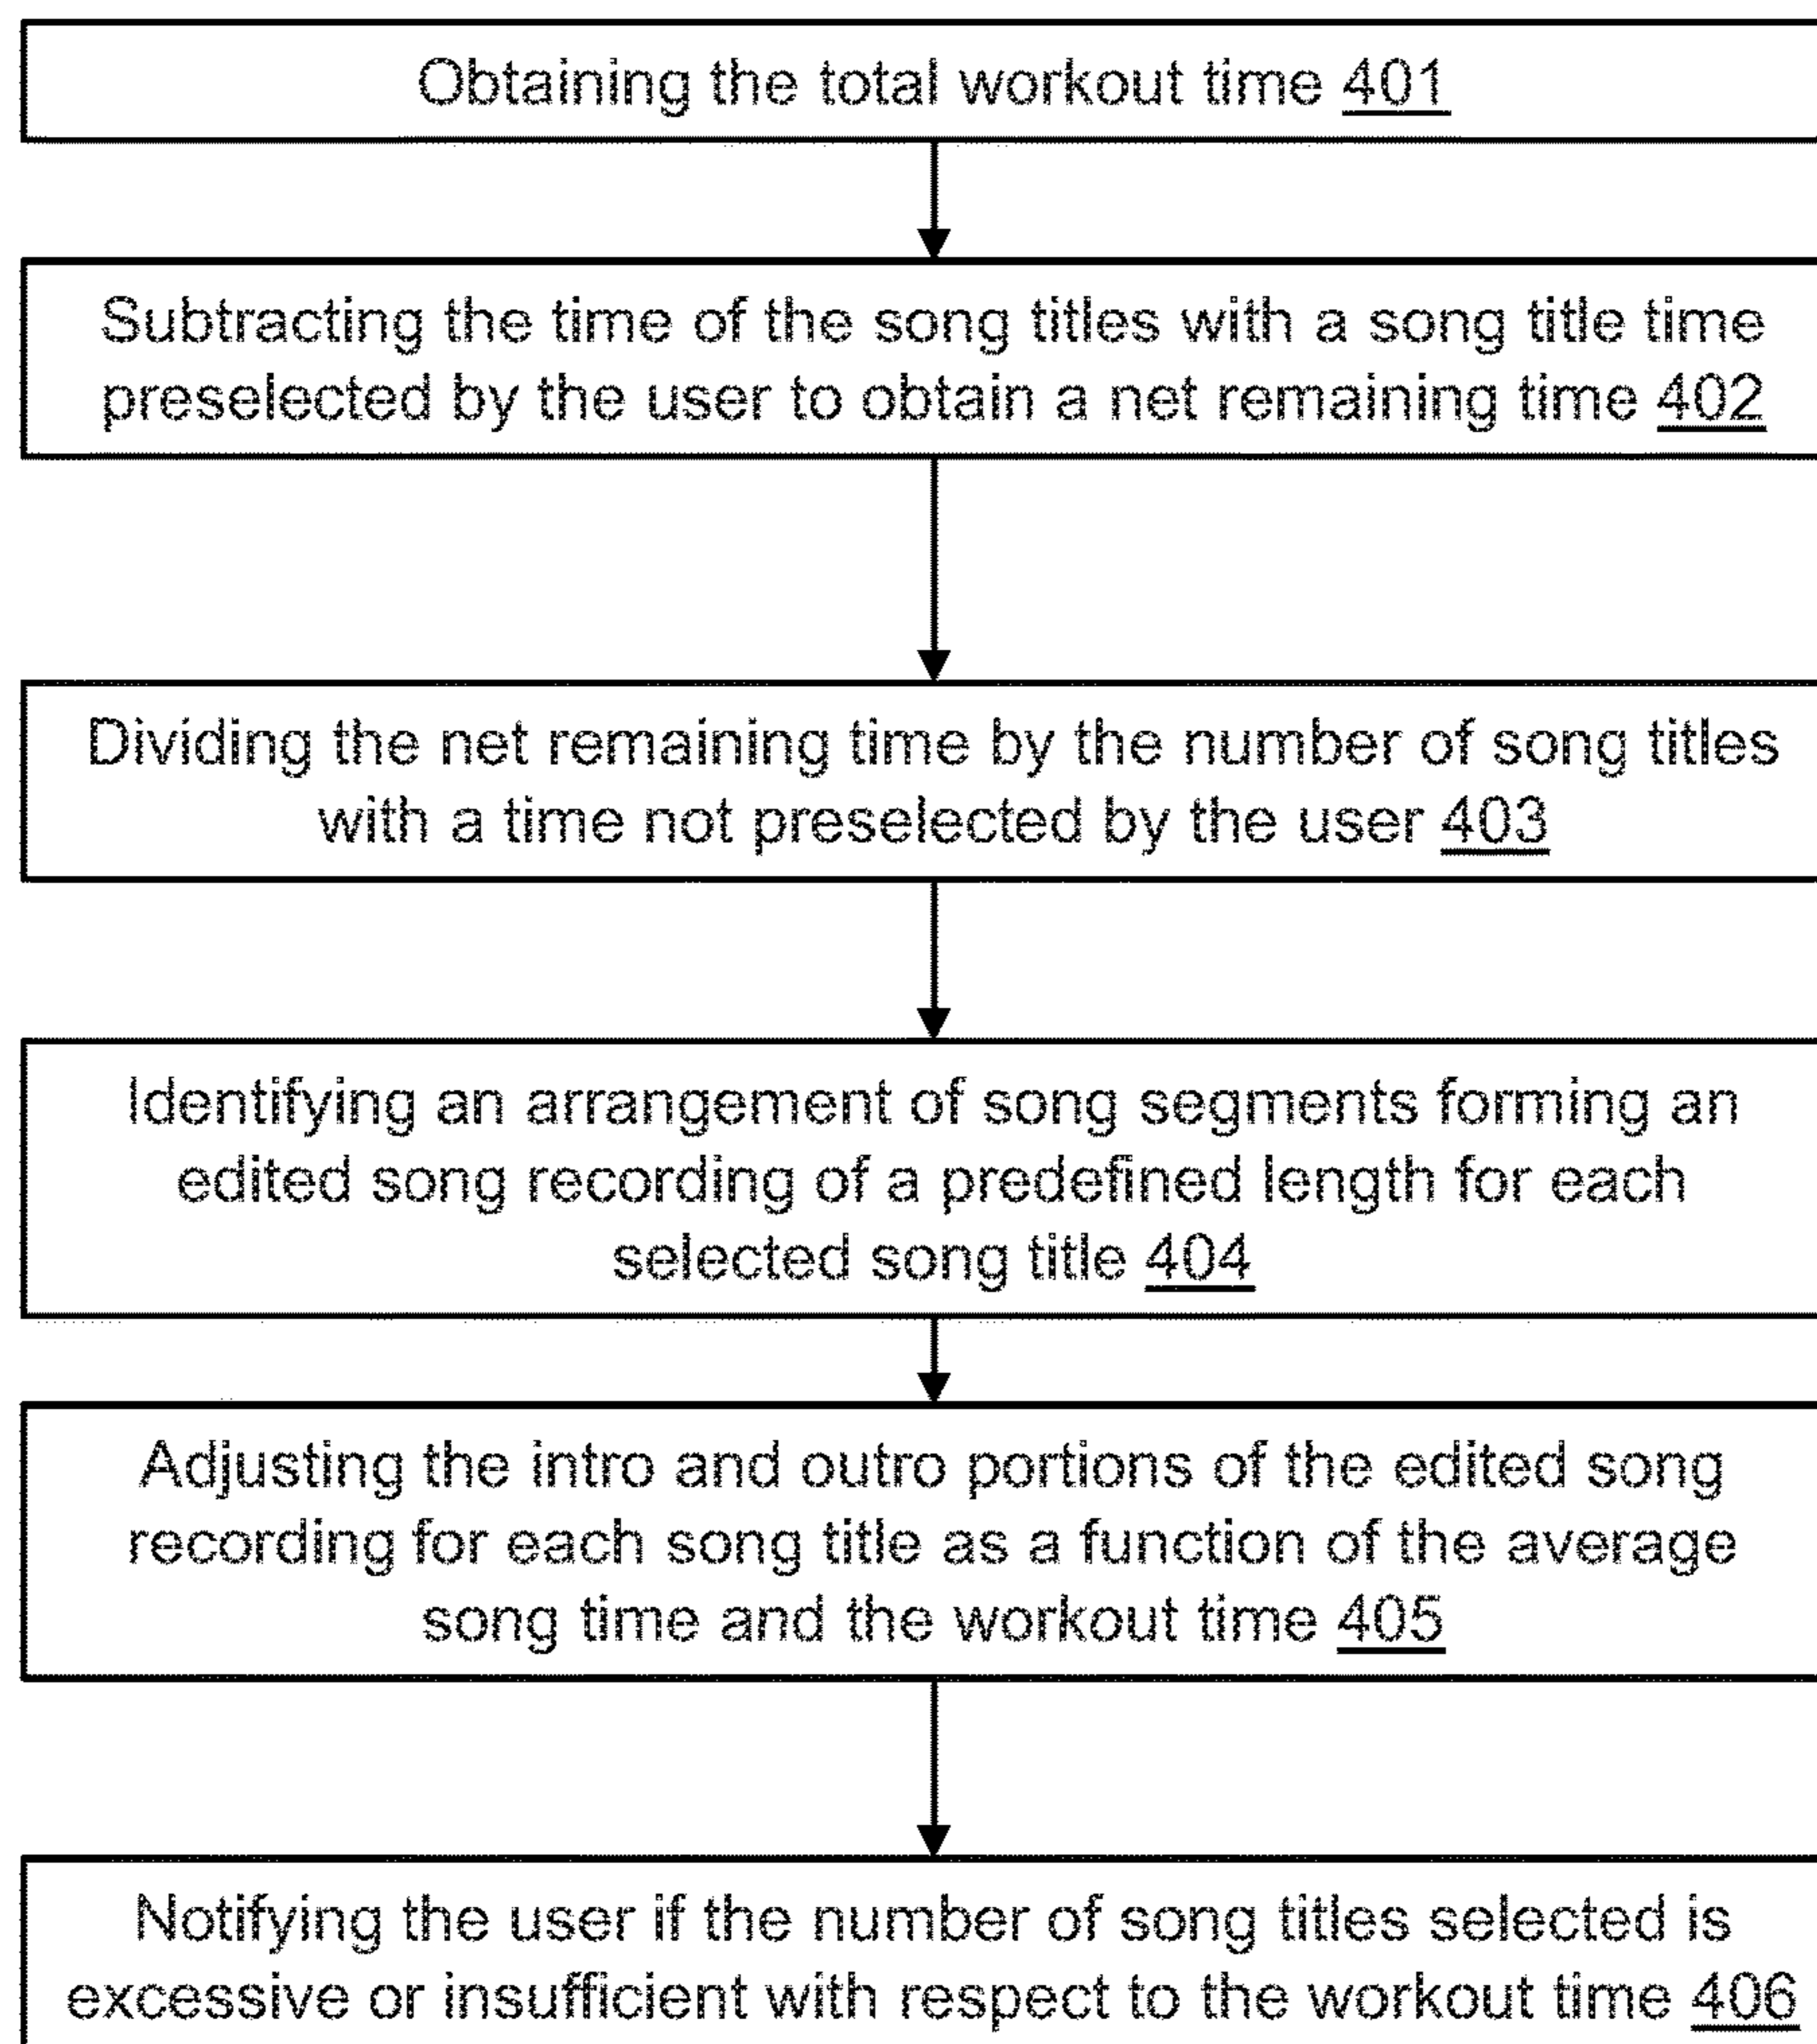 Obtaining the total workout time 401
Subtracting the time of the song titles with a song title time
preselected by the user to obtain a net remaining time 402
Dividing the net remaining time by the number of song titles
with a time not preselected by the user 403
Identifying an arrangement of song segments forming an
edited song recording of a predefined length for each
selected song title 404
Adjusting the intro and outro portions of the edited song
recording for each song title as a function of the average
song time and the workout time 405
Notifying the user if the number of song titles selected is
excessive or insufficient with respect to the workout time 406